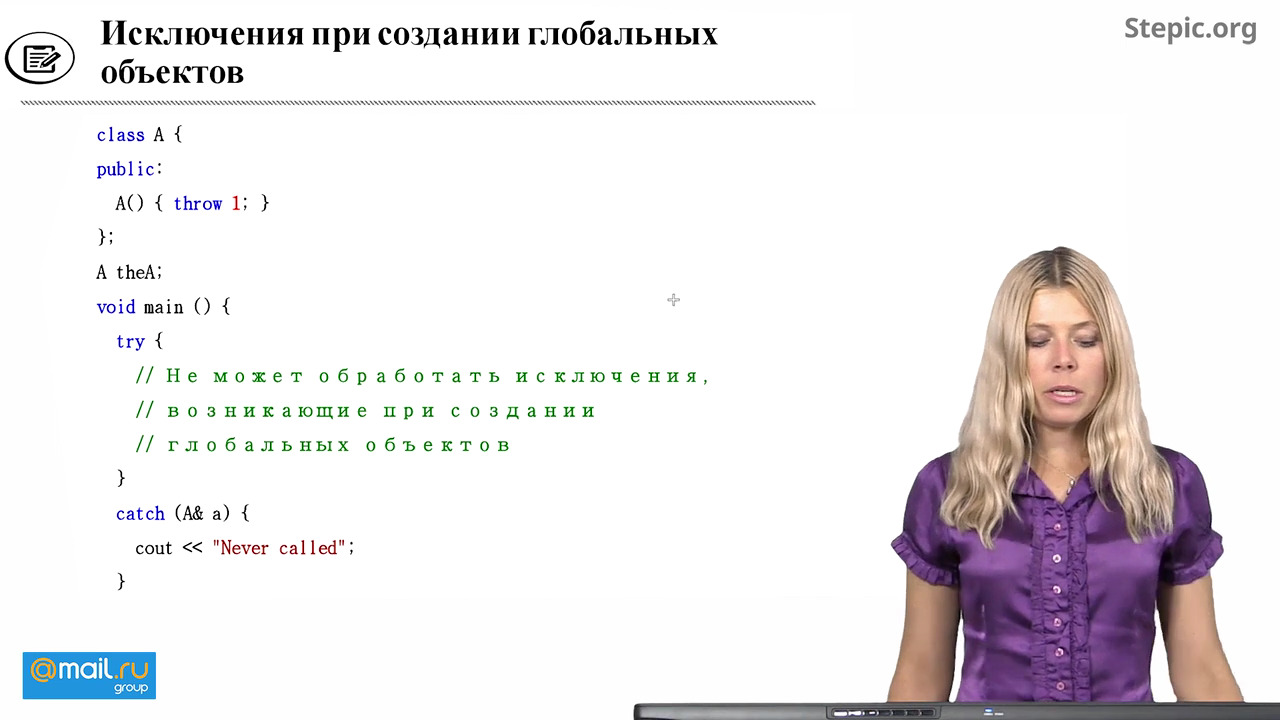 Исключения при создании глобальных
объектов
Stepic.org
class A {
public:
A() { throw 1; }
};
A theA;
void main () {
try {
// Не может обработать исключения,
// возникающие при создании
// глобальных объектов
}
catch (A& a) {
cout << "Never called";
}
@mail.ru
group